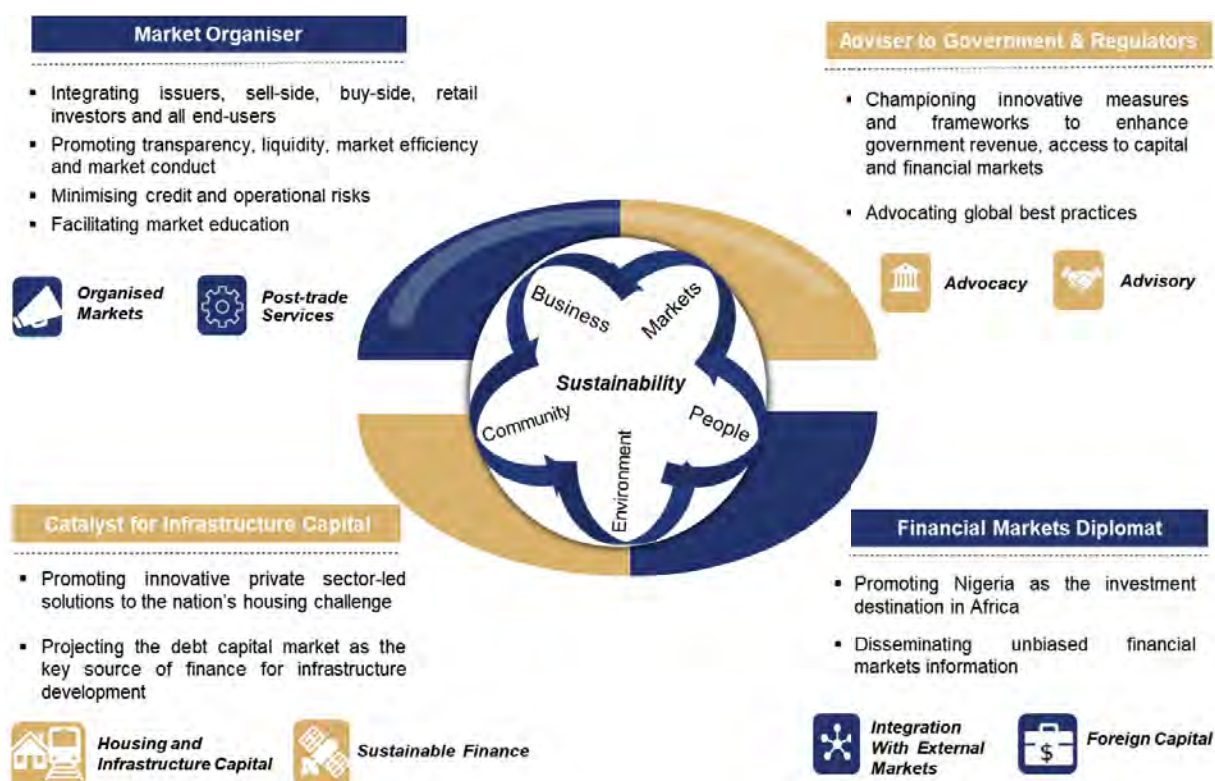 Market Organiser
▪ Integrating issuers, sell-side, buy-side, retail
investors and all end-users
▪ Promoting transparency, liquidity, market efficiency
and market conduct
▪ Minimising credit and operational risks
▪ Facilitating market education
Organised
Markets
Post-trade
Services
Adviser to Government & Regulators
▪ Championing innovative measures
and frameworks to enhance
government revenue, access to capital
and financial markets
▪ Advocating global best practices
Advocacy
Advisory
Business
Markets
Sustainability
Community
People
Environment
Catalyst for Infrastructure Capital
▪ Promoting innovative private sector-led
solutions to the nation's housing challenge
▪ Projecting the debt capital market as the
key source of finance for infrastructure
development
Housing and
Infrastructure Capital
Sustainable Finance
Financial Markets Diplomat
▪ Promoting Nigeria as the investment
destination in Africa
▪ Disseminating unbiased financial
markets information
Integration
With External
Markets
$
Foreign Capital